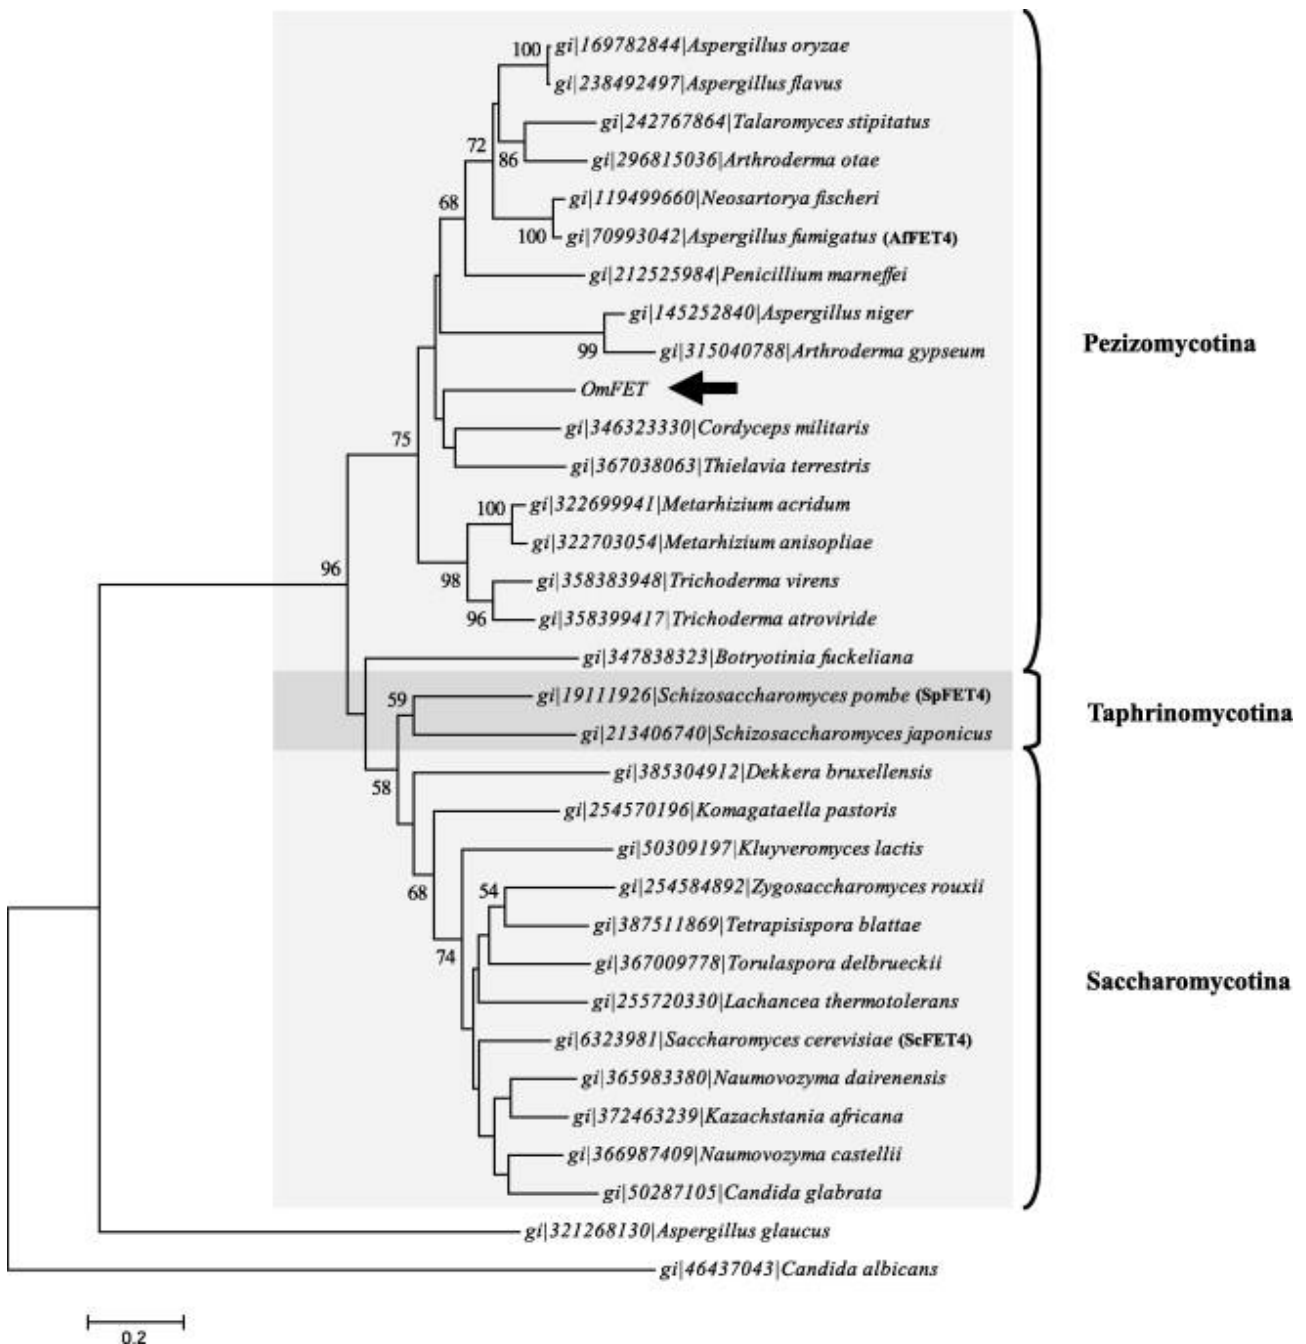 100
gi|169782844|Aspergillus oryzae
gi|238492497|Aspergillus flavus
gi|242767864|Talaromyces stipitatus
72
86
gi|296815036|Arthroderma otae
68
gi|119499660|Neosartorya fischeri
100
gi|70993042|Aspergillus fumigatus (AfFET4)
gi|212525984|Penicillium marneffei
gi|145252840|Aspergillus niger
Pezizomycotina
99
gi|315040788|Arthroderma gypseum
OmFET
75
gi|346323330|Cordyceps militaris
gi|367038063|Thielavia terrestris
100
gi|322699941|Metarhizium acridum
gi|322703054|Metarhizium anisopliae
96
98
gi|358383948|Trichoderma virens
96
gi|358399417|Trichoderma atroviride
gi|347838323|Botryotinia fuckeliana
59
gi|19111926|Schizosaccharomyces pombe (SpFET4)
Taphrinomycotina
gi|213406740|Schizosaccharomyces japonicus
58
gi|385304912|Dekkera bruxellensis
gi|254570196|Komagataella pastoris
gi|50309197|Kluyveromyces lactis
68
54
gi|254584892|Zygosaccharomyces rouxii
gi|387511869|Tetrapisispora blattae
74
gi|367009778|Torulaspora delbrueckii
Saccharomycotina
gi|255720330|Lachancea thermotolerans
gi|6323981|Saccharomyces cerevisiae (ScFET4)
gi|365983380|Naumovozyma dairenensis
gi|372463239|Kazachstania africana
gi|366987409|Naumovozyma castellii
gi|50287105|Candida glabrata
gi|321268130|Aspergillus glaucus
gi|46437043|Candida albicans
0.2